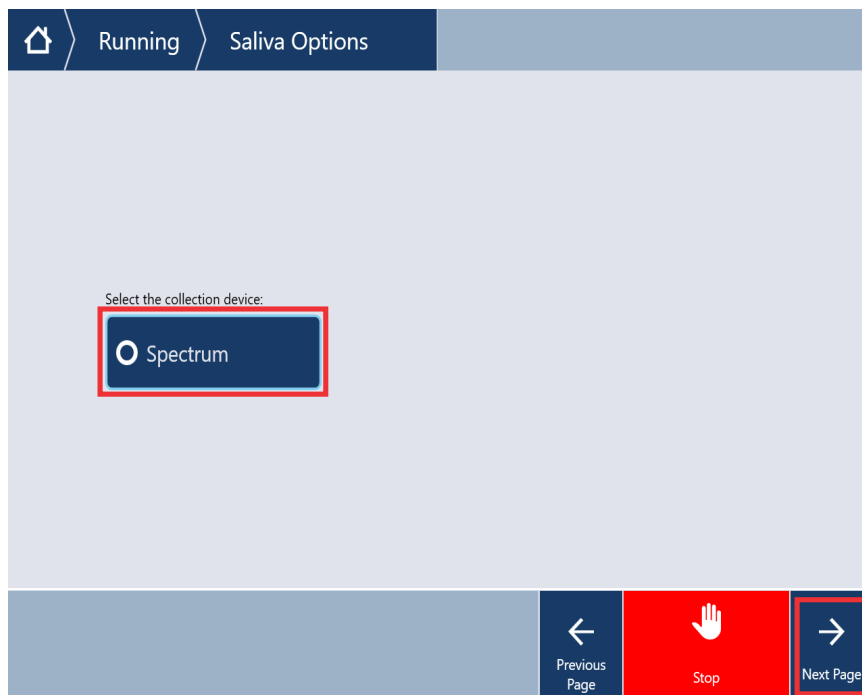 Running Saliva Options
Select the collection device:
Spectrum
Previous
Page
Stop
Next Page